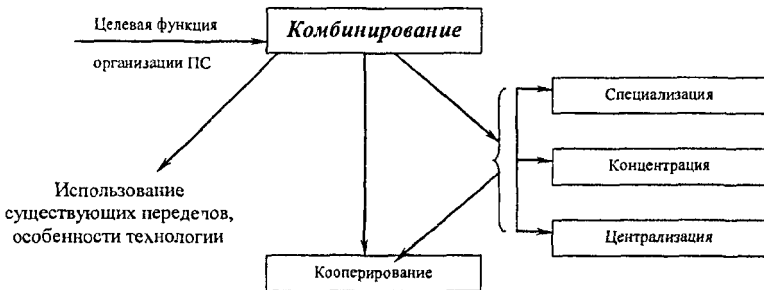 Целевая функция
Комбинирование
организации ПС
Специализация
Концентрация
Использование
существующих переделов,
особенности технологии
Централизация
Кооперирование